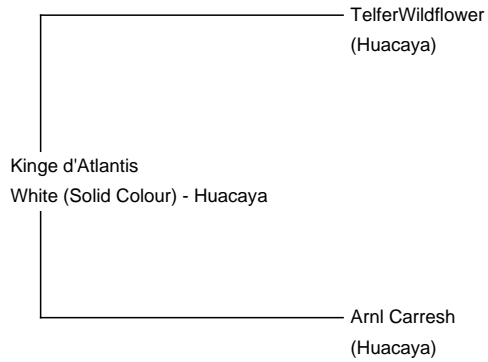 TelferWildflower
(Huacaya)
Kinge d'Atlantis
White (Solid Colour) - Huacaya
Arnl Carresh
(Huacaya)